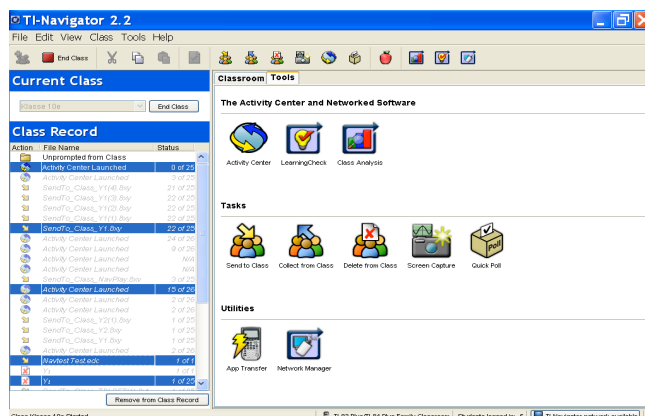 TI-Navigator 2.2
File Edit View Class Tools Help
End Class
Current Class
Klasse 10a
End Class
Class Record
Action File Name Status
Unprompted from Class
Activity Center Launched 0 of 25
Activity Center Launched 3 of 25
SendTo_Class_Y1(4).8xy 21 of 25
SendTo_Class_Y1(3).8xy 22 of 25
SendTo_Class_Y1(2).8xy 22 of 25
SendTo_Class_Y1(1).8xy 22 of 25
SendTo_Class_Y1.8xy 22 of 25
Activity Center Launched 24 of 26
Activity Center Launched 9 of 26
Activity Center Launched N/A
Activity Center Launched N/A
SendTo_Class_NavPlay.8xv 3 of 25
Activity Center Launched 15 of 26
Activity Center Launched 2 of 26
Activity Center Launched 2 of 26
SendTo_Class_Y2(1).8xy 1 of 25
SendTo_Class_Y2.8xy 1 of 25
SendTo_Class_Y1.8xy 1 of 25
Activity Center Launched 2 of 26
Navtest Test.edc 1 of 1
Y1 1 of 1
Y1 1 of 25
Remove from Class Record
Classroom Tools
The Activity Center and Networked Software
Activity Center LearningCheck Class Analysis
Tasks
Send to Class Collect from Class Delete from Class Screen Capture Quick Poll
Poll
Utilities
App Transfer Network Manager